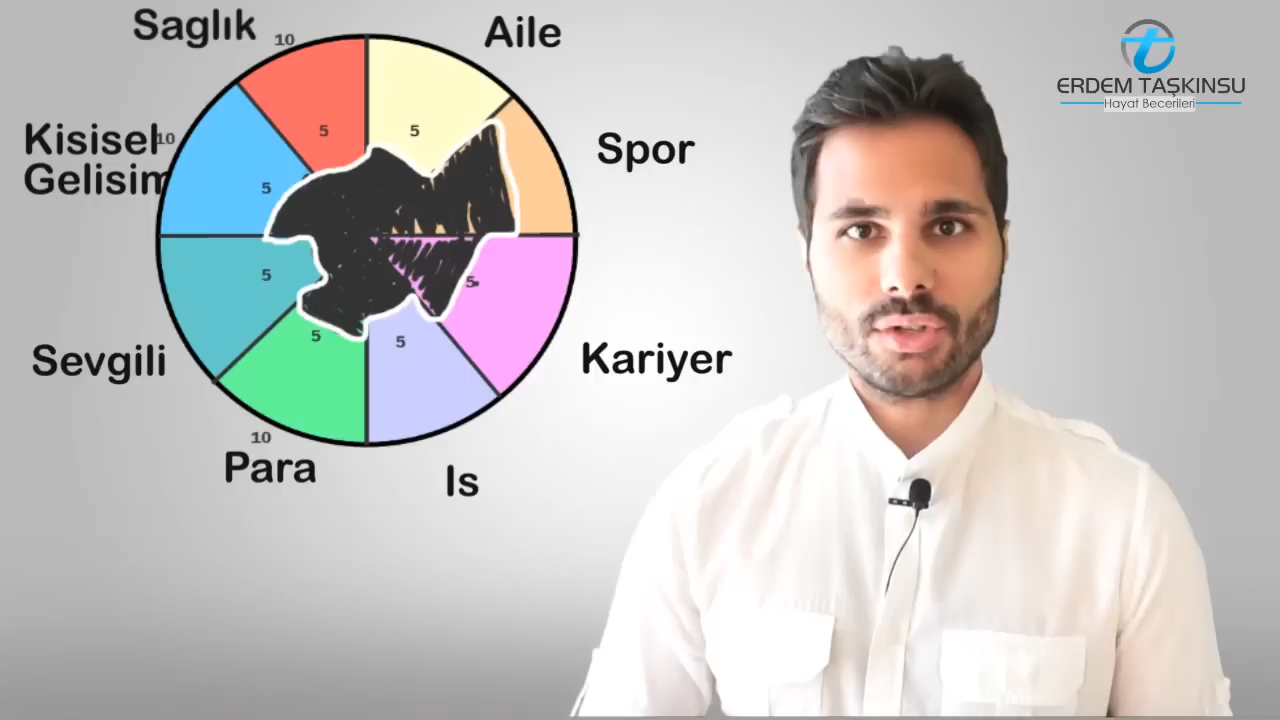 Saglık
10
Aile
ERDEM TAŞKINSU
Hayat Becerileri
Kisisel
10
Gelisim
5
5
5
Spor
5
5
Sevgili
5
5
Kariyer
10
Para
Is